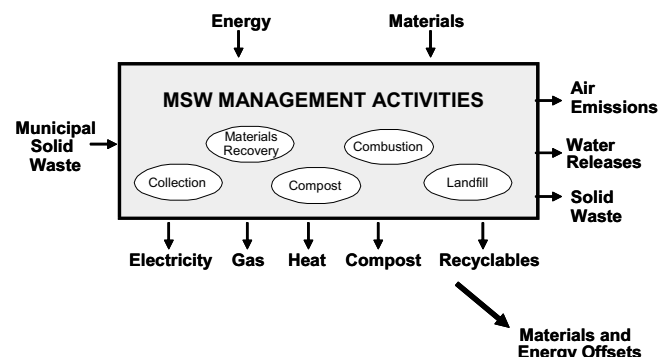 Energy
Materials
MSW MANAGEMENT ACTIVITIES
Air
Emissions
Municipal
Solid
Waste
Materials
Recovery
Combustion
Water
Releases
Collection
Compost
Landfill
Solid
Waste
Electricity
Gas
Heat
Compost
Recyclables
Materials and
Energy Offsets